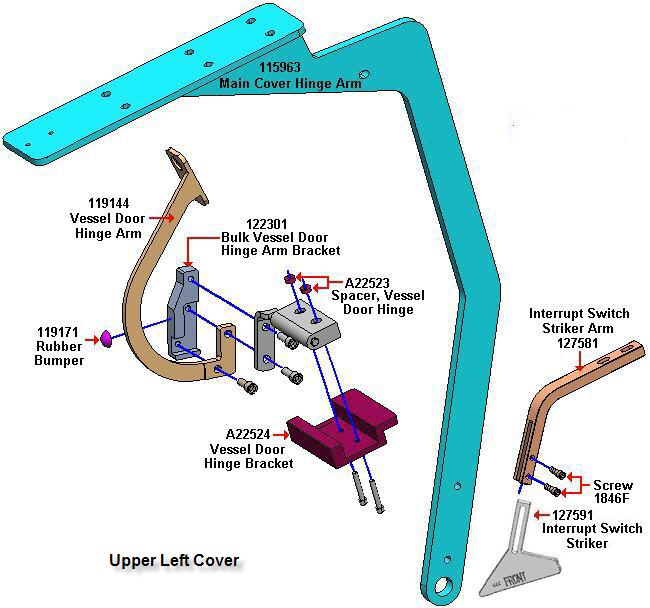 115963
Main Cover Hinge Arm
119144
Vessel Door
Hinge Arm
122301
Bulk Vessel Door
Hinge Arm Bracket
A22523
Spacer, Vessel
Door Hinge
119171
Rubber
Bumper
Interrupt Switch
Striker Arm
127581
A22524
Vessel Door
Hinge Bracket
Screw
1846F
127591
Interrupt Switch
Striker
<<< FRONT
Upper Left Cover